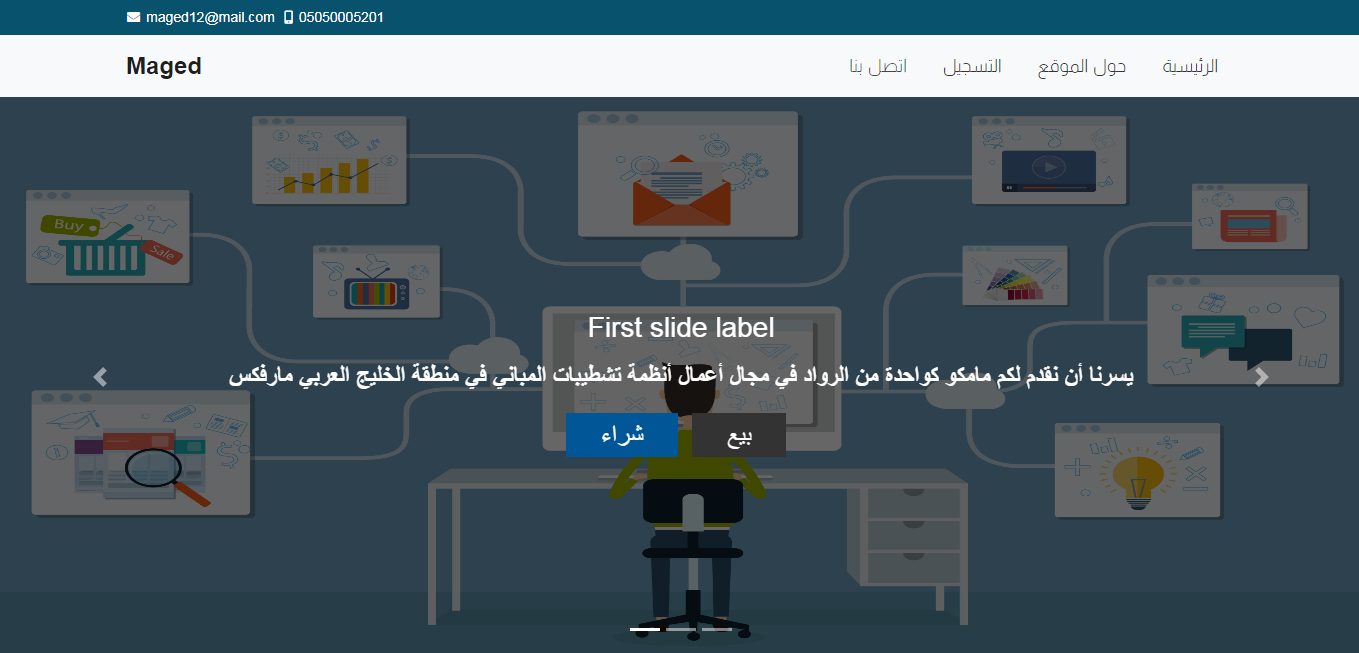 maged12@mail.com 05050005201
Maged
الرئيسية
حول الموقع
التسجيل
اتصل بنا
Buy
Sale
First slide label
يسرنا أن نقدم لكم مامكو كواحدة من الرواد في مجال أعمال أنظمة تشطيبات المباني في منطقة الخليج العربي مارفكس
بيع
شراء